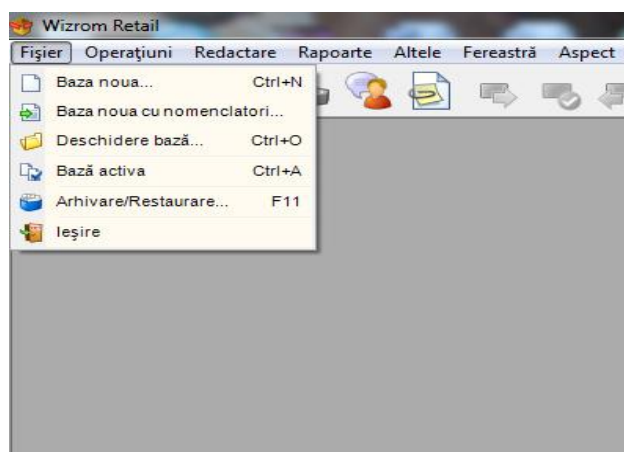 Wizrom Retail
Fişier Operaţiuni Redactare Rapoarte Altele Fereastră Aspect
Baza noua... Ctrl+N
Baza noua cu nomenclatori...
Deschidere bază... Ctrl+O
Bază activa Ctrl+A
Arhivare/Restaurare... F11
Ieşire